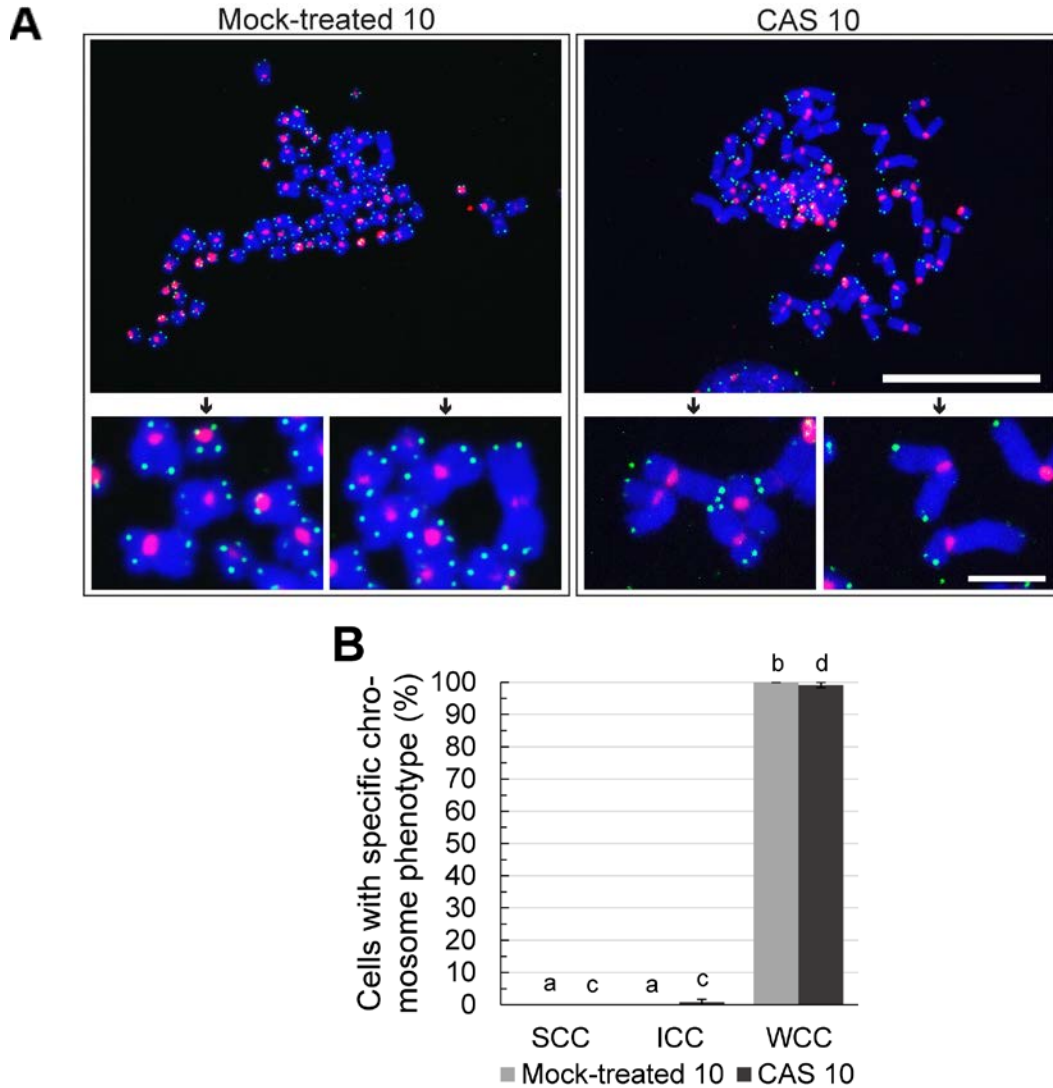 A
Mock-treated 10
CAS 10
B
Cells with specific chro-
mosome phenotype (%)
100
90
80
70
60
50
40
30
20
10
0
a
c
a
c
b
d
SCC
ICC
WCC
Mock-treated 10
CAS 10